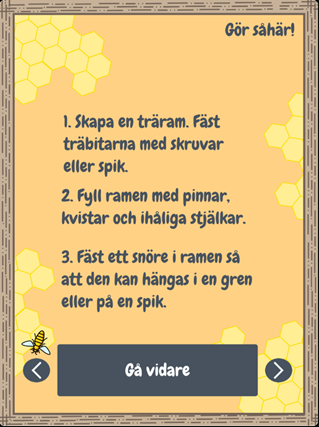 Gör såhär!
1. Skapa en träram. Fäst
träbitarna med skruvar
eller spik.
2. Fyll ramen med pinnar,
kvistar och ihåliga stjälkar.
3. Fäst ett snöre i ramen så
att den kan hängas i en gren
eller på en spik.
Gå vidare